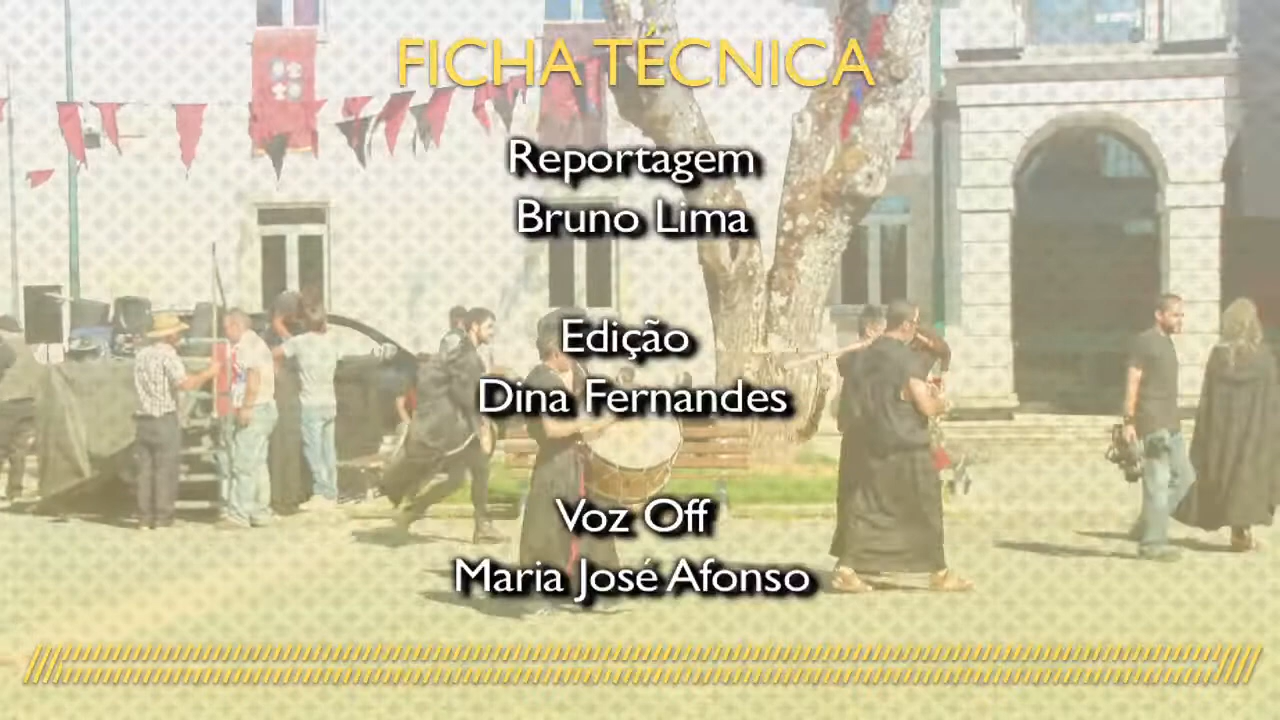 FICHA TÉCNICA
Reportagem
Bruno Lima
Edição
Dina Fernandes
Voz Off
Maria José Afonso